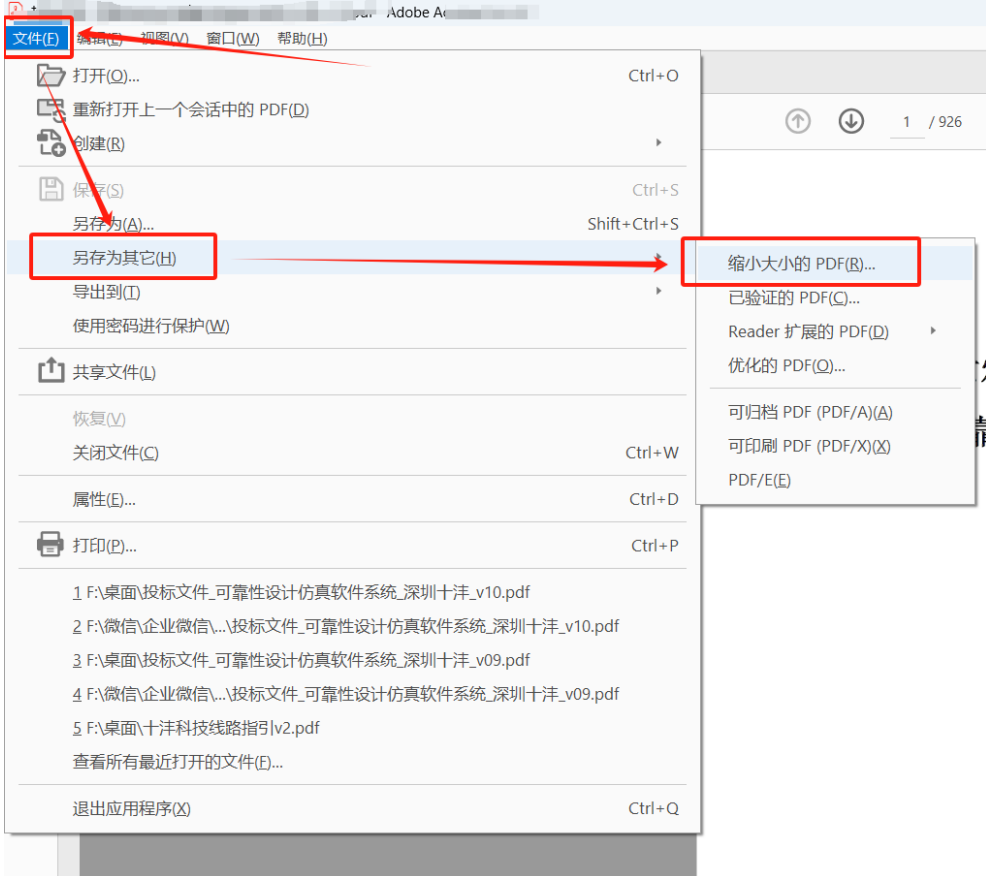 Adobe
文件(F) 编辑(E) 视图(V) 窗口(W) 帮助(H)
打开(O)... Ctrl+O
重新打开上一个会话中的 PDF(D)
创建(R)
1 / 926
保存(S) Ctrl+S
另存为(A)... Shift+Ctrl+S
另存为其它(H)
导出到(T)
使用密码进行保护(W)
共享文件(L)
恢复(V)
关闭文件(C) Ctrl+W
属性(E)... Ctrl+D
打印(P)... Ctrl+P
1 F:\桌面\投标文件_可靠性设计仿真软件系统_深圳十沣_v10.pdf
2 F:\微信\企业微信\...\投标文件_可靠性设计仿真软件系统_深圳十沣_v10.pdf
3 F:\桌面\投标文件_可靠性设计仿真软件系统_深圳十沣_v09.pdf
4 F:\微信\企业微信\...\投标文件_可靠性设计仿真软件系统_深圳十沣_v09.pdf
5 F:\桌面\十沣科技线路指引v2.pdf
查看所有最近打开的文件(F)...
退出应用程序(X) Ctrl+Q
缩小大小的 PDF(R)...
已验证的 PDF(C)...
Reader 扩展的 PDF(D)
优化的 PDF(O)...
可归档 PDF (PDF/A)(A)
可印刷 PDF (PDF/X)(X)
PDF/E(E)